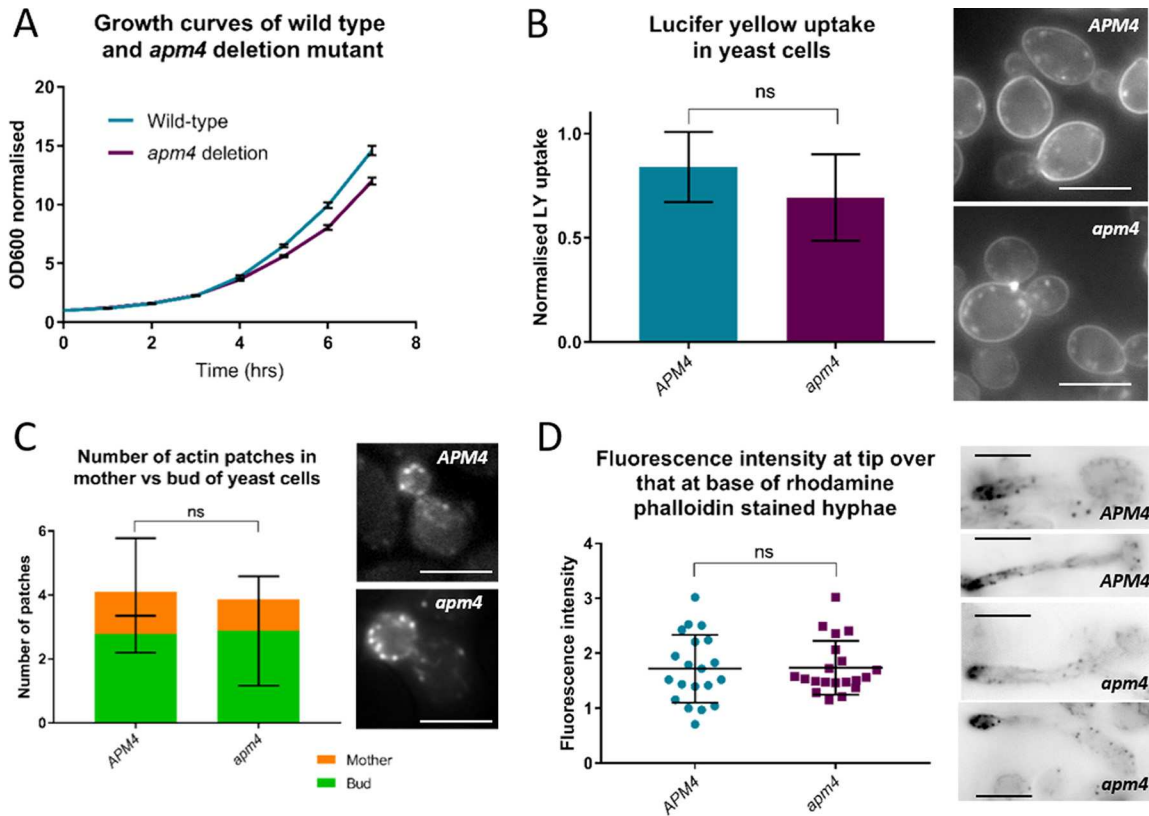 A
Growth curves of wild type
and apm4 deletion mutant
OD600 normalised
20
15
10
5
0
Wild-type
apm4 deletion
0 2 4 6 8
Time (hrs)
B
Lucifer yellow uptake
in yeast cells
ns
Normalised LY uptake
1.0
0.5
0.0
APM4 apm4
APM4
apm4
C
Number of actin patches in
mother vs bud of yeast cells
ns
Number of patches
6
4
2
0
APM4 apm4
Mother
Bud
APM4
apm4
D
Fluorescence intensity at tip over
that at base of rhodamine
phalloidin stained hyphae
ns
Fluorescence intensity
4
3
2
1
0
APM4 apm4
APM4
APM4
apm4
apm4